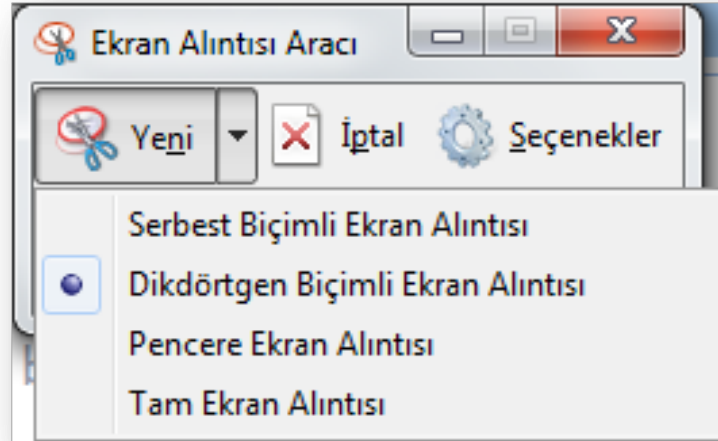 Ekran Alıntısı Aracı
Yeni İptal Seçenekler
Serbest Biçimli Ekran Alıntısı
Dikdörtgen Biçimli Ekran Alıntısı
Pencere Ekran Alıntısı
Tam Ekran Alıntısı